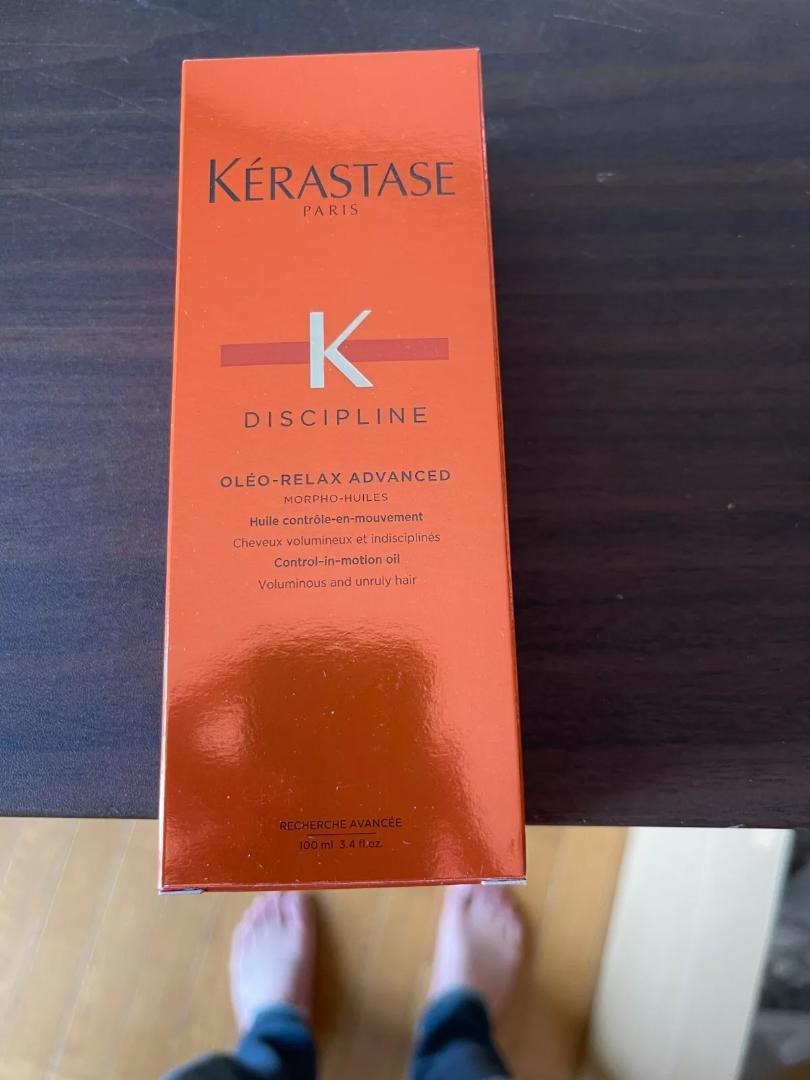 KÉRASTASE
PARIS
K
DISCIPLINE
OLÉO-RELAX ADVANCED
MORPHO-HUILES
Huile contrôle-en-mouvement
Cheveux volumineux et indisciplinés
Control-in-motion oil
Voluminous and unruly hair
RECHERCHE AVANCÉE
100 ml 3.4 fl.oz.